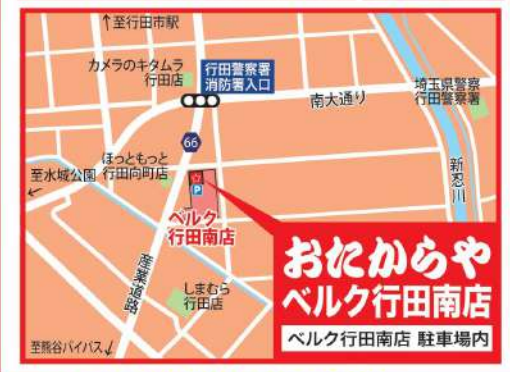 ↑至行田市駅
カメラのキタムラ
行田店
行田警察署
消防署入口
南大通り
埼玉県警察
行田警察署
66
ほっともっと
行田向町店
至水城公園
←
新忍川
P
ベルク
行田南店
産業道路
しまむら
行田店
至熊谷バイパス↓
おたからや
ベルク行田南店
ベルク行田南店 駐車場内